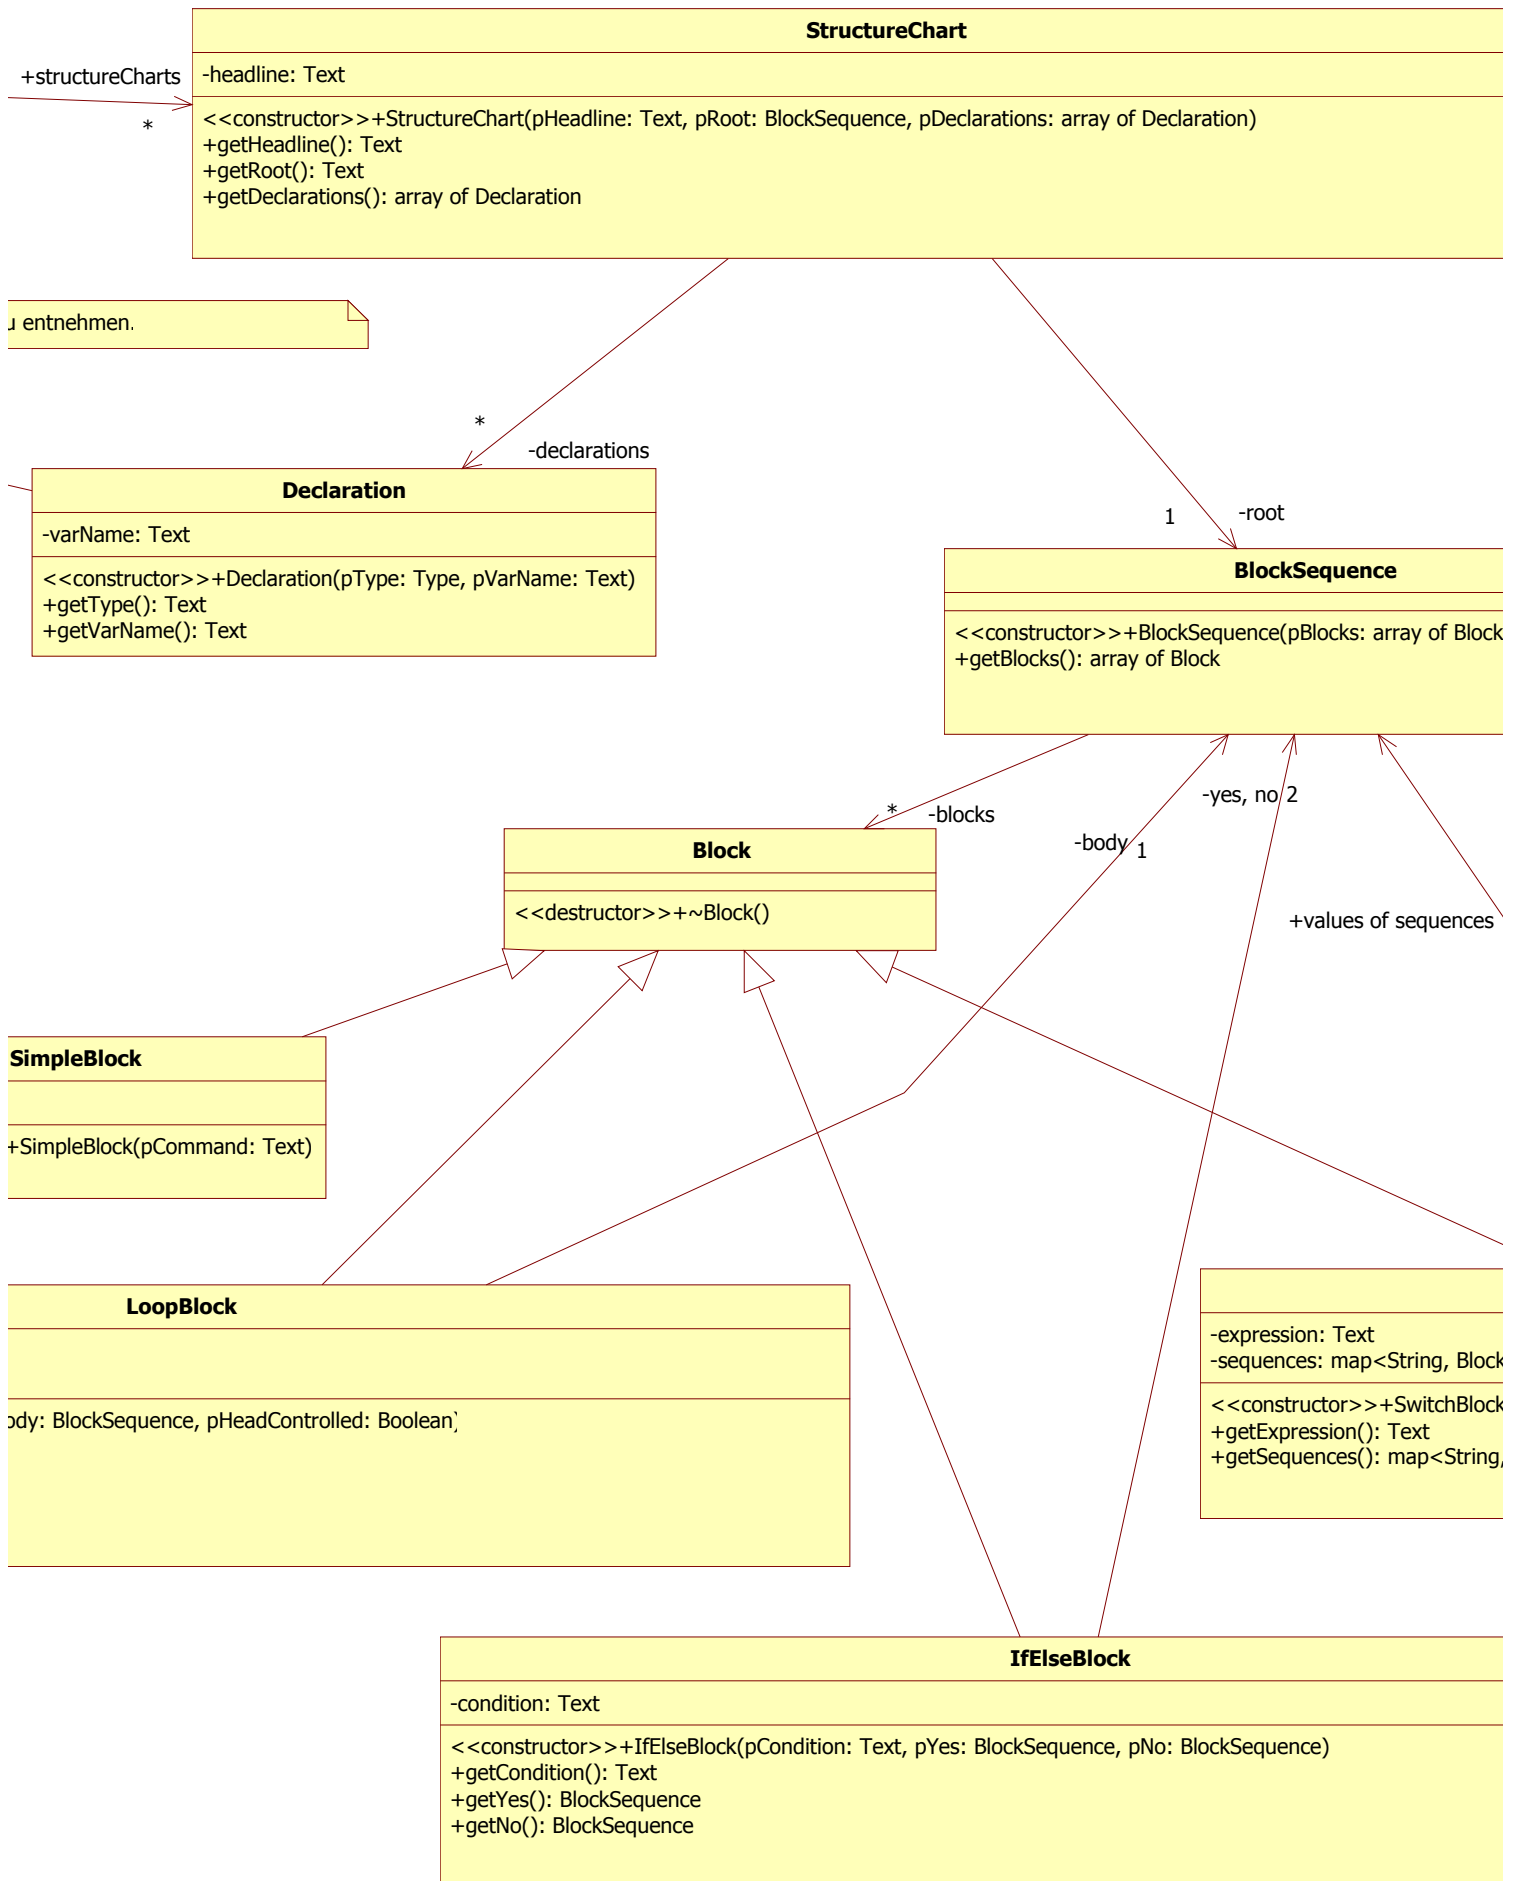 StructureChart
+structureCharts
*
-headline: Text
<<constructor>>+StructureChart(pHeadline: Text, pRoot: BlockSequence, pDeclarations: array of Declaration)
+getHeadline(): Text
+getRoot(): Text
+getDeclarations(): array of Declaration
u entnehmen.
*
-declarations
Declaration
-varName: Text
<<constructor>>+Declaration(pType: Type, pVarName: Text)
+getType(): Text
+getVarName(): Text
1
-root
BlockSequence
<<constructor>>+BlockSequence(pBlocks: array of Block
+getBlocks(): array of Block
*
-blocks
-yes, no 2
-body 1
+values of sequences
Block
<<destructor>>+~Block()
SimpleBlock
+SimpleBlock(pCommand: Text)
LoopBlock
ody: BlockSequence, pHeadControlled: Boolean)
-expression: Text
-sequences: map<String, Block
<<constructor>>+SwitchBlock
+getExpression(): Text
+getSequences(): map<String,
IfElseBlock
-condition: Text
<<constructor>>+IfElseBlock(pCondition: Text, pYes: BlockSequence, pNo: BlockSequence)
+getCondition(): Text
+getYes(): BlockSequence
+getNo(): BlockSequence